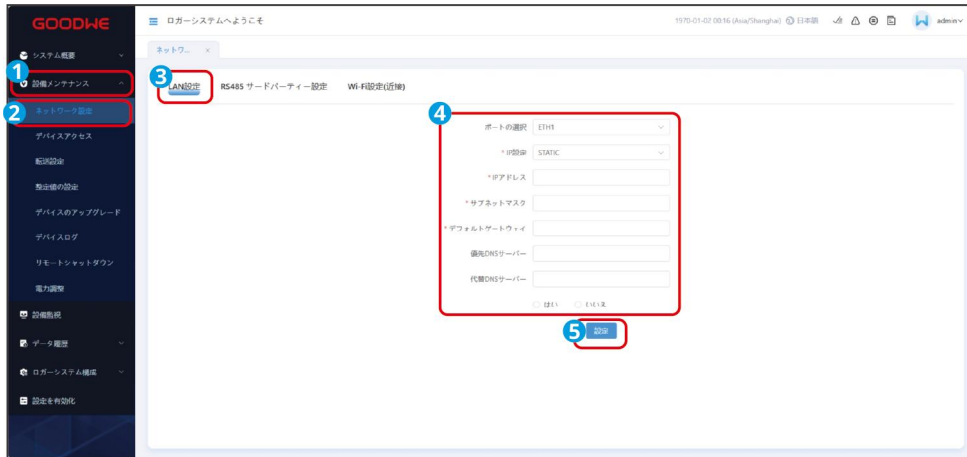 GOODWE
ロガーシステムへようこそ
1970-01-02 00:16 (Asia/Shanghai) 日本語 admin
システム概要
ネットワ... ×
1
設備メンテナンス
3
LAN設定 RS485 サードパーティー設定 Wi-Fi設定(近接)
2
ネットワーク設定
4
ポートの選択 ETH1
デバイスアクセス
* IP設定 STATIC
転送設定
*IPアドレス
整定値の設定
* サブネットマスク
デバイスのアップグレード
* デフォルトゲートウェイ
デバイスログ
優先DNSサーバー
リモートシャットダウン
代替DNSサーバー
電力調整
はい いいえ
設備監視
5
設定
データ履歴
ロガーシステム構成
設定を有効化